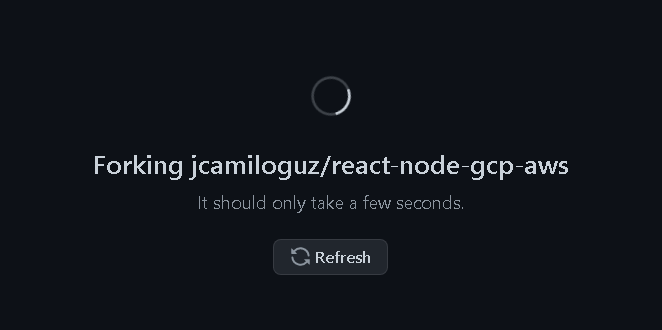 Forking jcamiloguz/react-node-gcp-aws
It should only take a few seconds.
Refresh